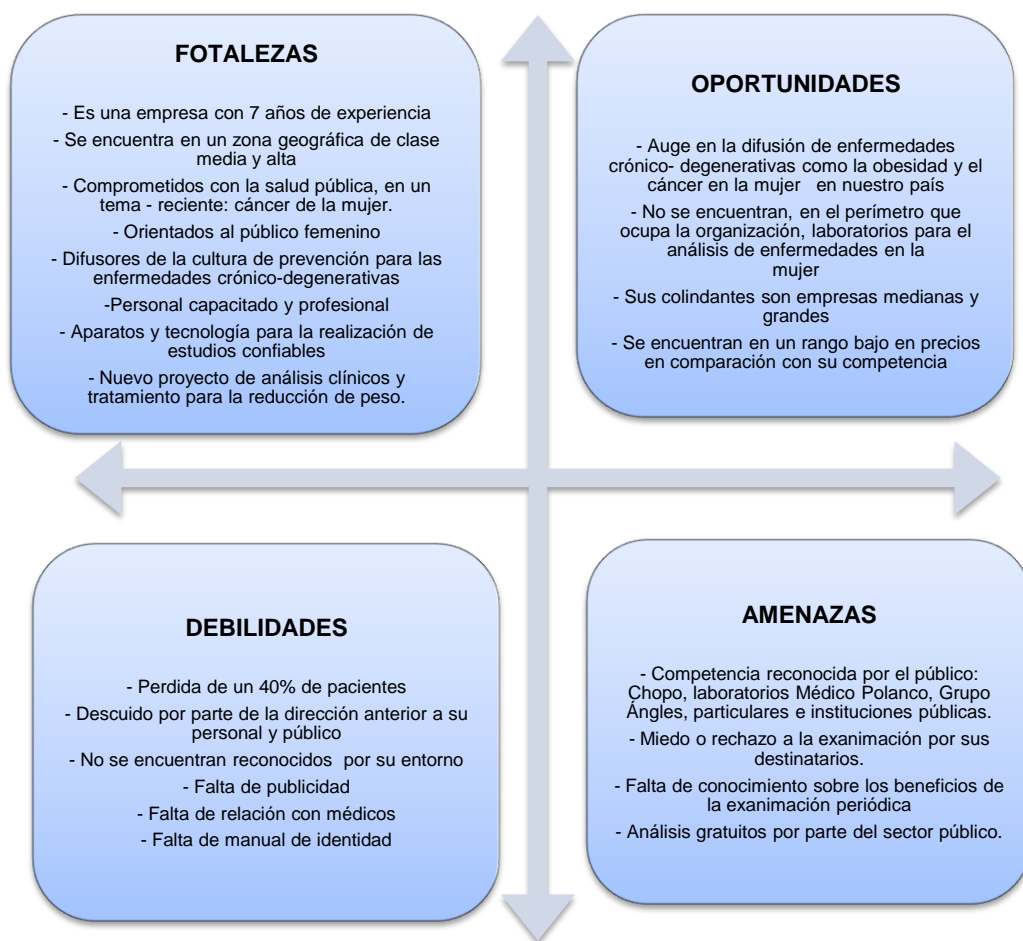 FOTALEZAS
- Es una empresa con 7 años de experiencia
- Se encuentra en un zona geográfica de clase
media y alta
- Comprometidos con la salud pública, en un
tema - reciente: cáncer de la mujer.
- Orientados al público femenino
- Difusores de la cultura de prevención para las
enfermedades crónico-degenerativas
-Personal capacitado y profesional
- Aparatos y tecnología para la realización de
estudios confiables
- Nuevo proyecto de análisis clínicos y
tratamiento para la reducción de peso.
OPORTUNIDADES
- Auge en la difusión de enfermedades
crónico- degenerativas como la obesidad y el
cáncer en la mujer en nuestro país
- No se encuentran, en el perímetro que
ocupa la organización, laboratorios para el
análisis de enfermedades en la
mujer
- Sus colindantes son empresas medianas y
grandes
- Se encuentran en un rango bajo en precios
en comparación con su competencia
DEBILIDADES
- Perdida de un 40% de pacientes
- Descuido por parte de la dirección anterior a su
personal y público
- No se encuentran reconocidos por su entorno
- Falta de publicidad
- Falta de relación con médicos
- Falta de manual de identidad
AMENAZAS
- Competencia reconocida por el público:
Chopo, laboratorios Médico Polanco, Grupo
Ángles, particulares e instituciones públicas.
- Miedo o rechazo a la exanimación por sus
destinatarios.
- Falta de conocimiento sobre los beneficios de
la exanimación periódica
- Análisis gratuitos por parte del sector público.